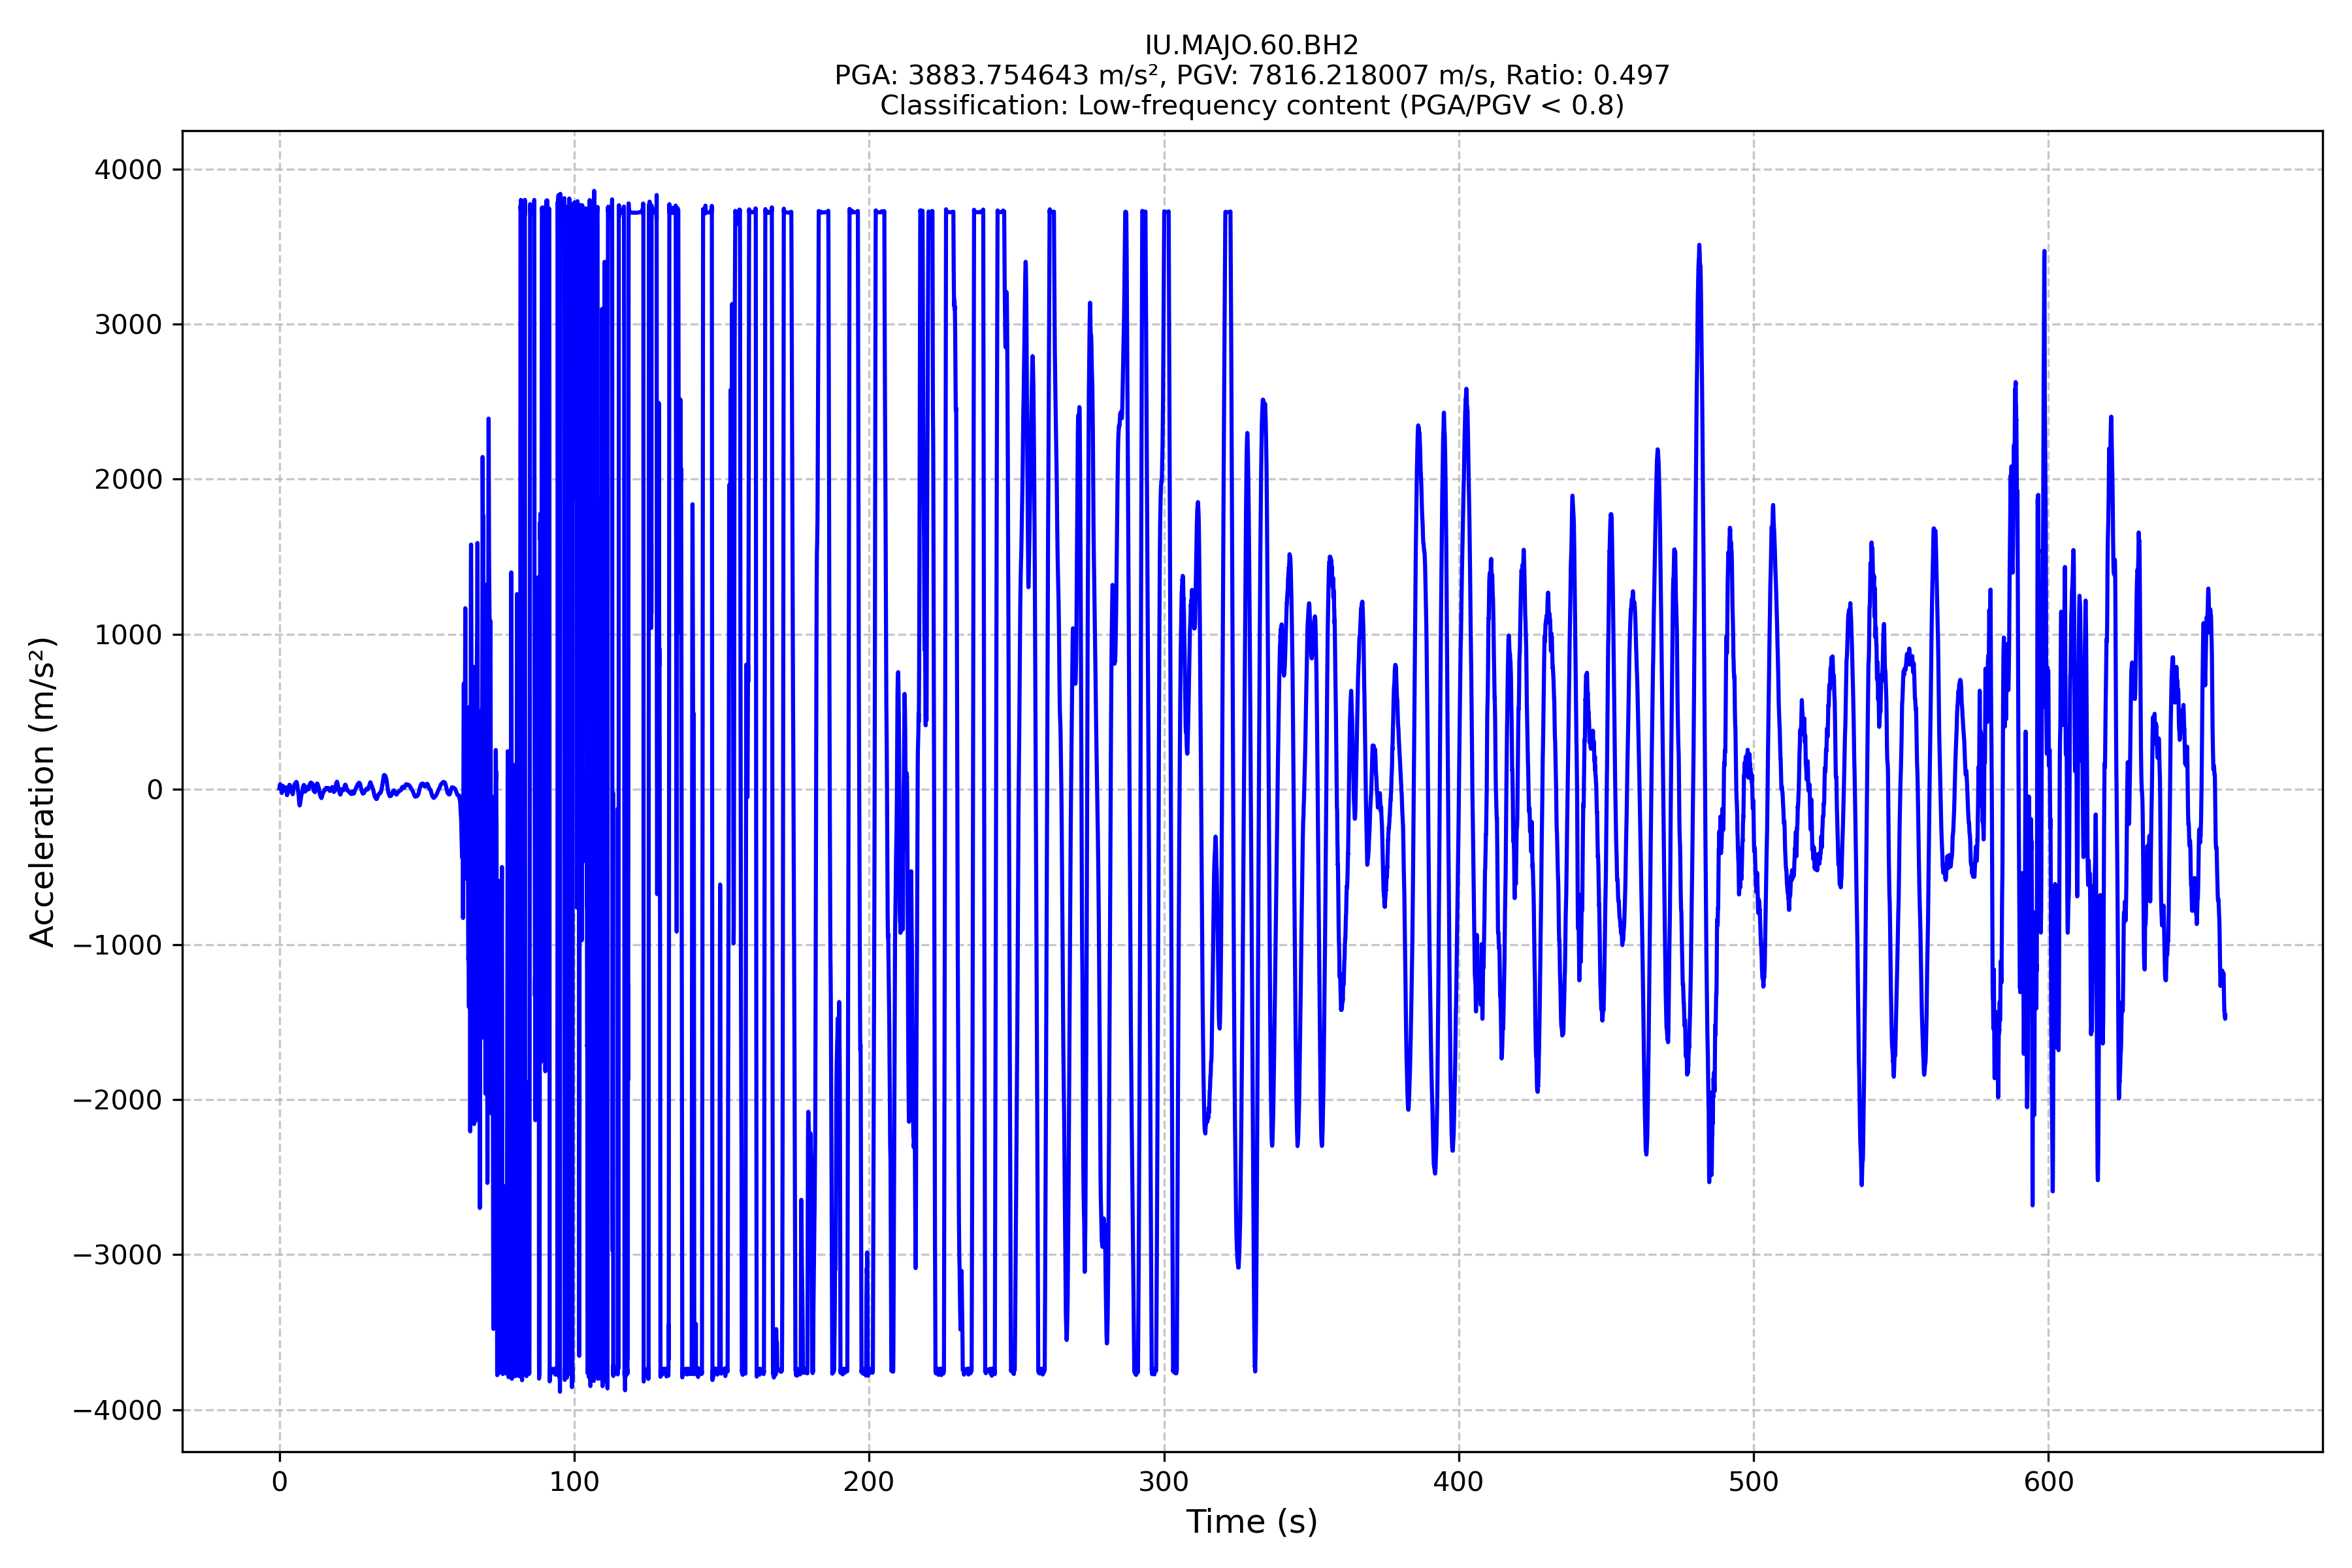 IU.MAJO.60.BH2
PGA: 3883.754643 m/s², PGV: 7816.218007 m/s, Ratio: 0.497
Classification: Low-frequency content (PGA/PGV < 0.8)
4000
3000
2000
1000
0
−1000
−2000
−3000
−4000
Acceleration (m/s²)
0 100 200 300 400 500 600
Time (s)